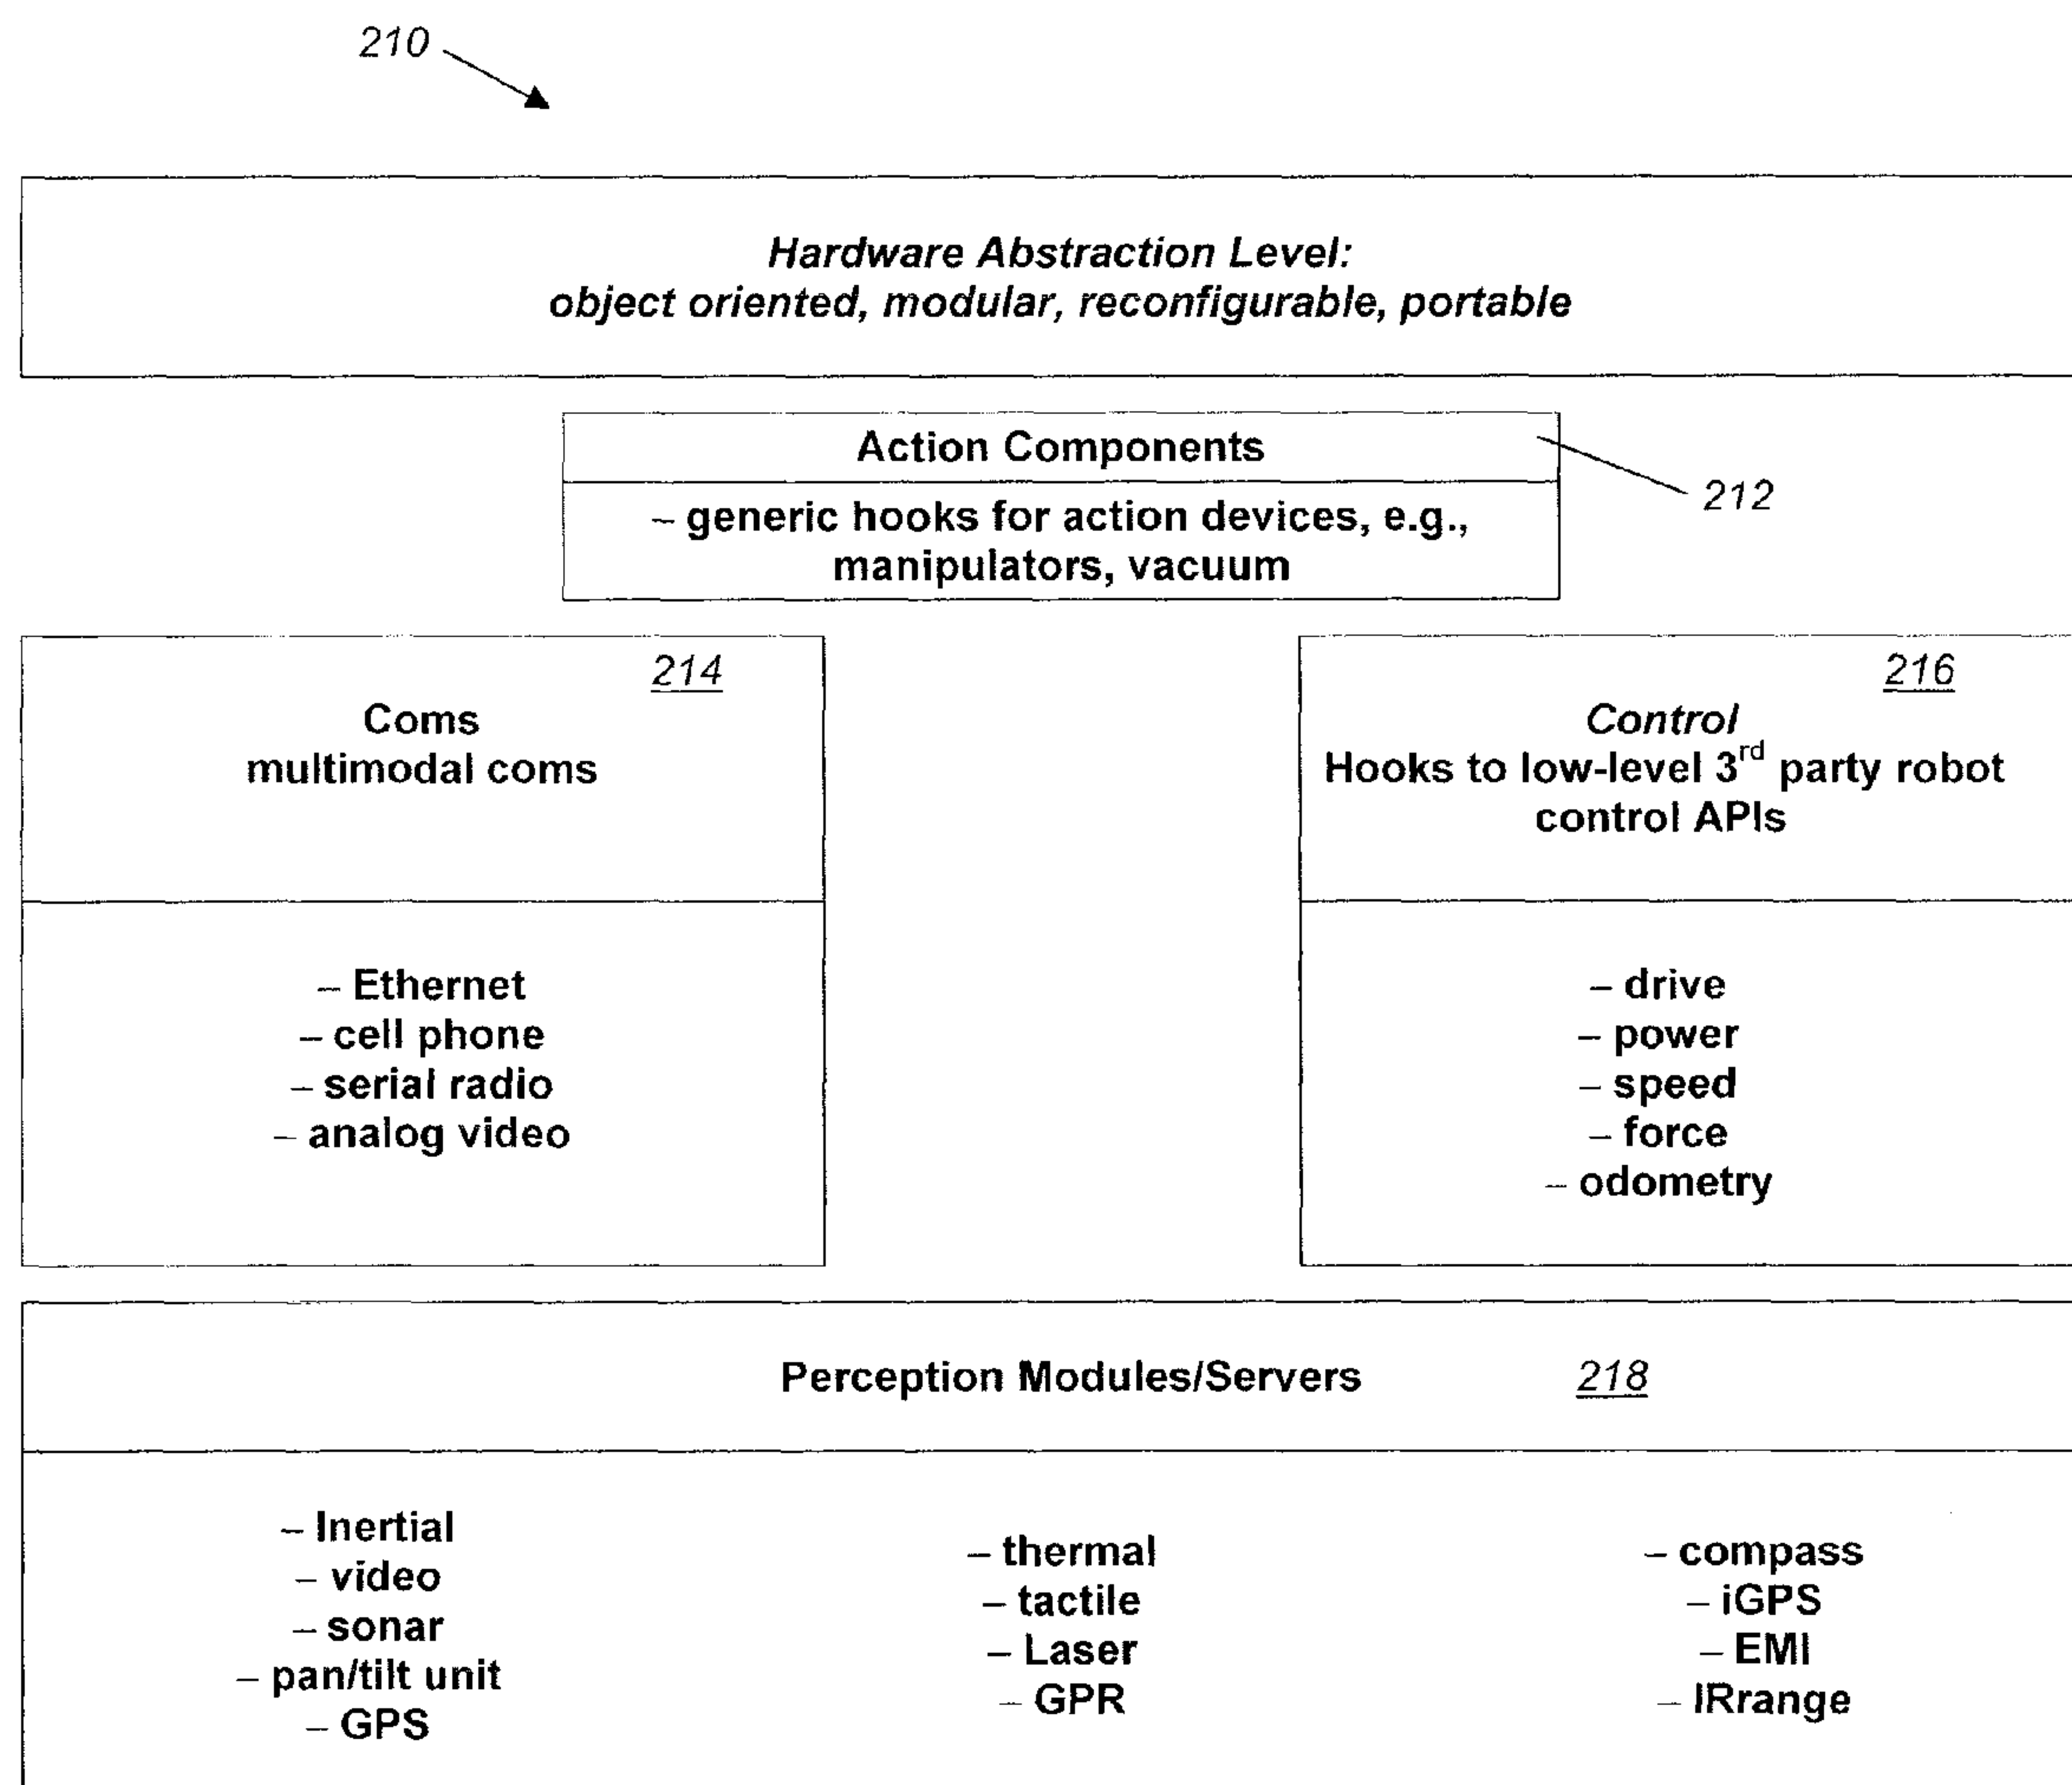 210
Hardware Abstraction Level:
object oriented, modular, reconfigurable, portable
Action Components
– generic hooks for action devices, e.g.,
manipulators, vacuum
212
214
Coms
multimodal coms
– Ethernet
– cell phone
– serial radio
– analog video
216
Control
Hooks to low-level 3rd party robot
control APIs
– drive
– power
– speed
– force
– odometry
Perception Modules/Servers 218
– Inertial
– video
– sonar
– pan/tilt unit
– GPS
– thermal
– tactile
– Laser
– GPR
– compass
– iGPS
– EMI
– IRrange